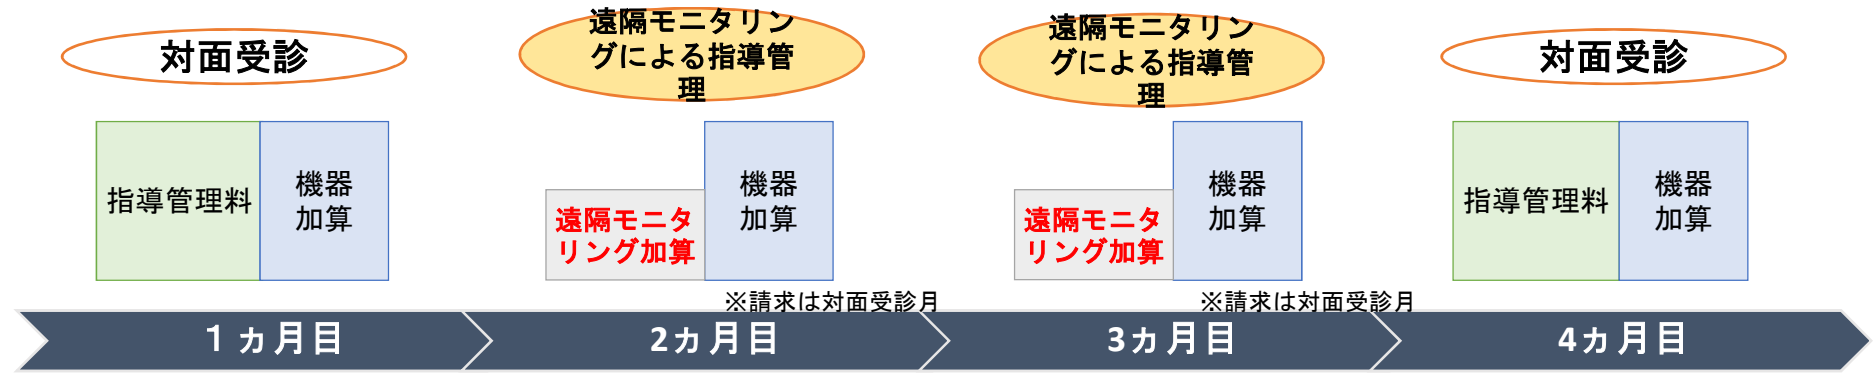 対面受診
遠隔モニタリン
グによる指導管
理
遠隔モニタリン
グによる指導管
理
対面受診
指導管理料
機器
加算
遠隔モニタ
リング加算
機器
加算
遠隔モニタ
リング加算
機器
加算
指導管理料
機器
加算
※請求は対面受診月
※請求は対面受診月
１ヵ月目
2ヵ月目
3ヵ月目
4ヵ月目